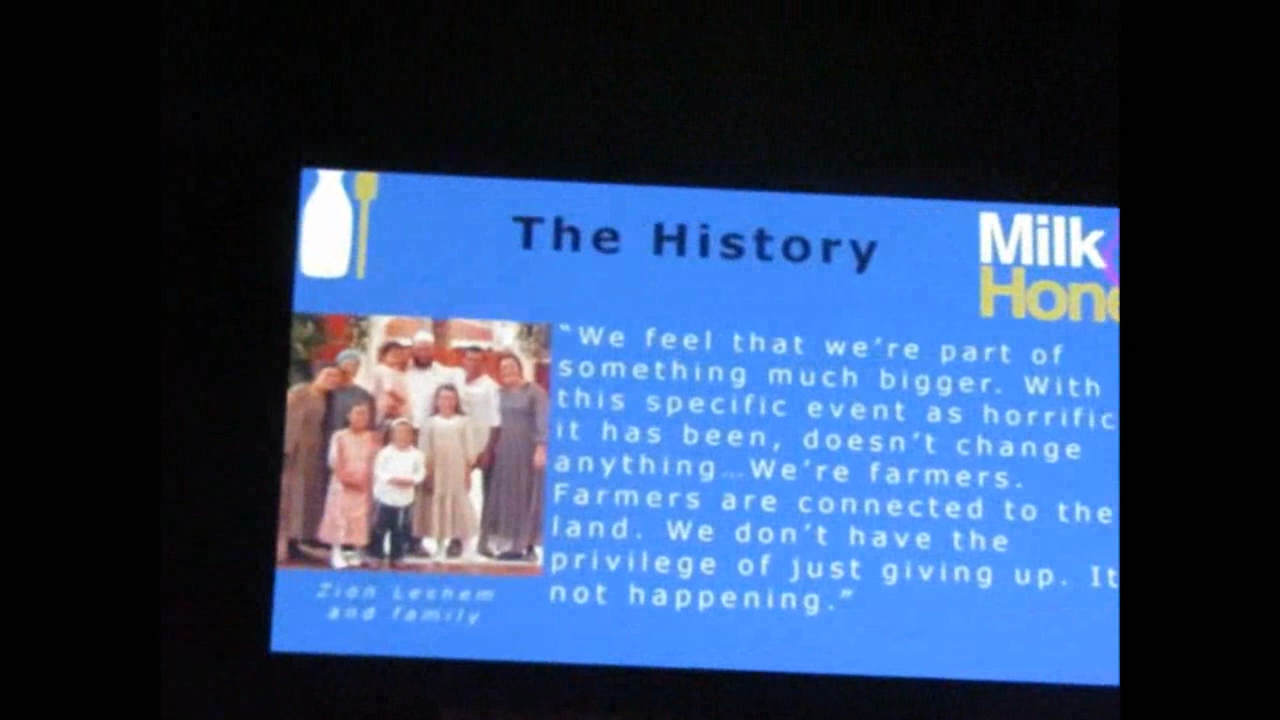 The History
Milk
Hone
“We feel that we’re part of
something much bigger. With
this specific event as horrific
it has been, doesn’t change
anything…We’re farmers.
Farmers are connected to the
land. We don’t have the
privilege of just giving up. It
not happening.”
Zion Leshem
and family